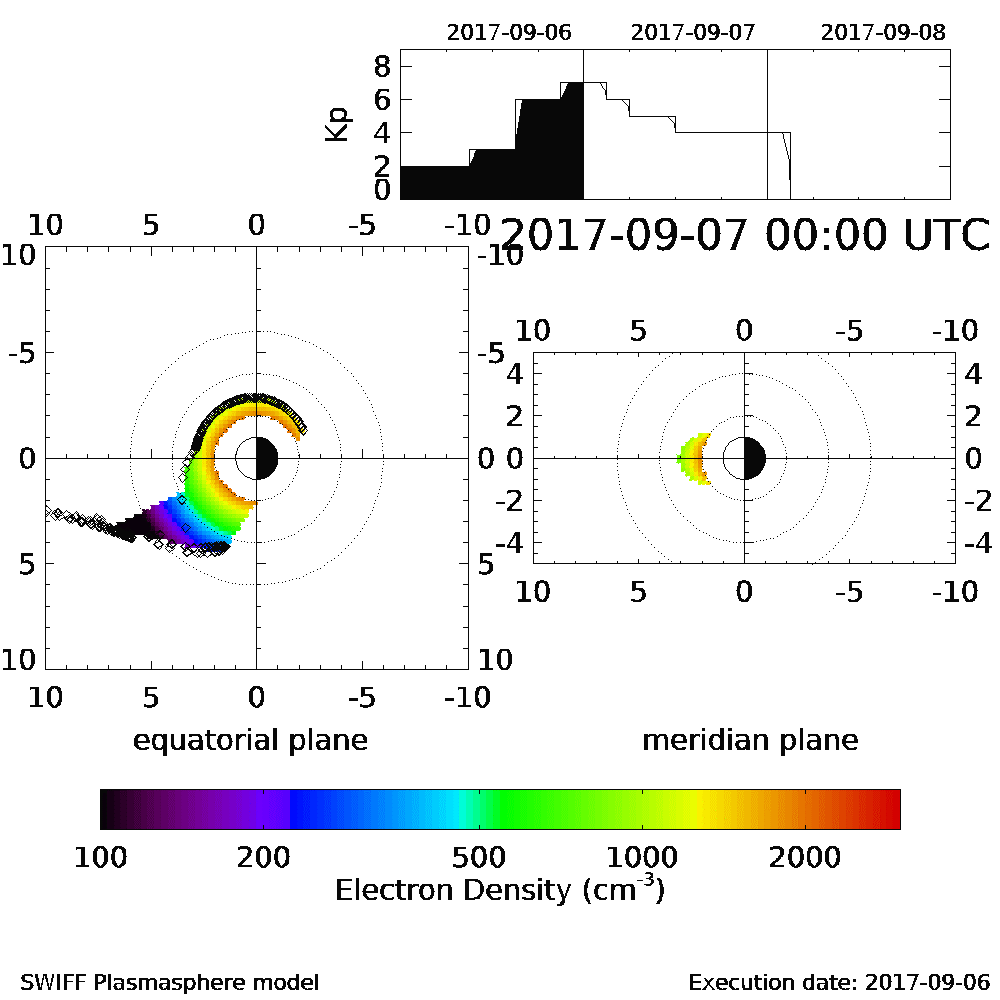 2017-09-06 2017-09-07 2017-09-08
8
6
4
2
0
Kp
2017-09-07 00:00 UTC
10 5 0 -5 -10
10 -10
-5 -5
0 0
5 5
10 10
10 5 0 -5 -10
equatorial plane
10 5 0 -5 -10
4 4
2 2
0 0
-2 -2
-4 -4
10 5 0 -5 -10
meridian plane
100 200 500 1000 2000
Electron Density (cm-3)
SWIFF Plasmasphere model
Execution date: 2017-09-06